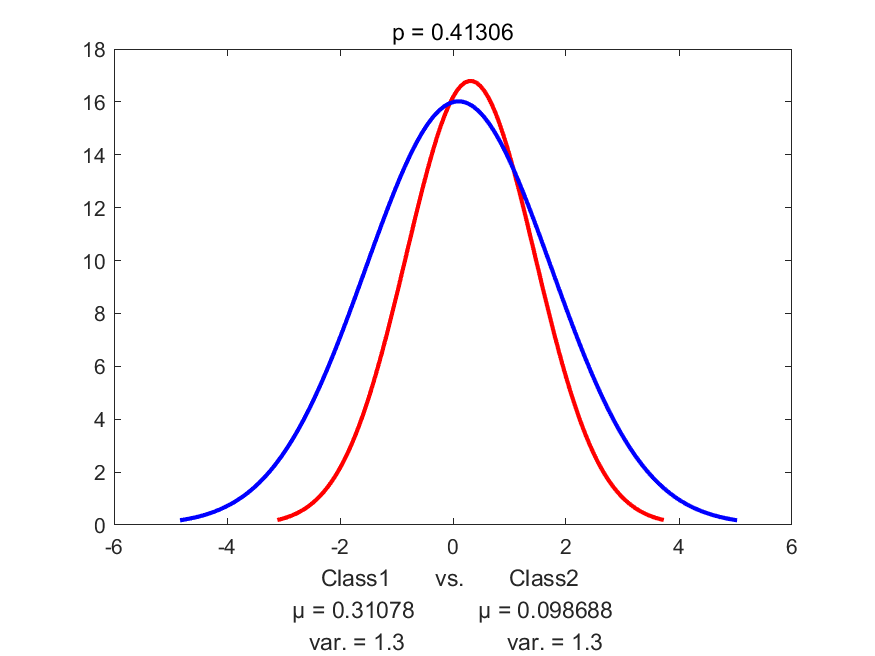 p = 0.41306
18
16
14
12
10
8
6
4
2
0
-6 -4 -2 0 2 4 6
Class1 vs. Class2
μ = 0.31078 μ = 0.098688
var. = 1.3 var. = 1.3